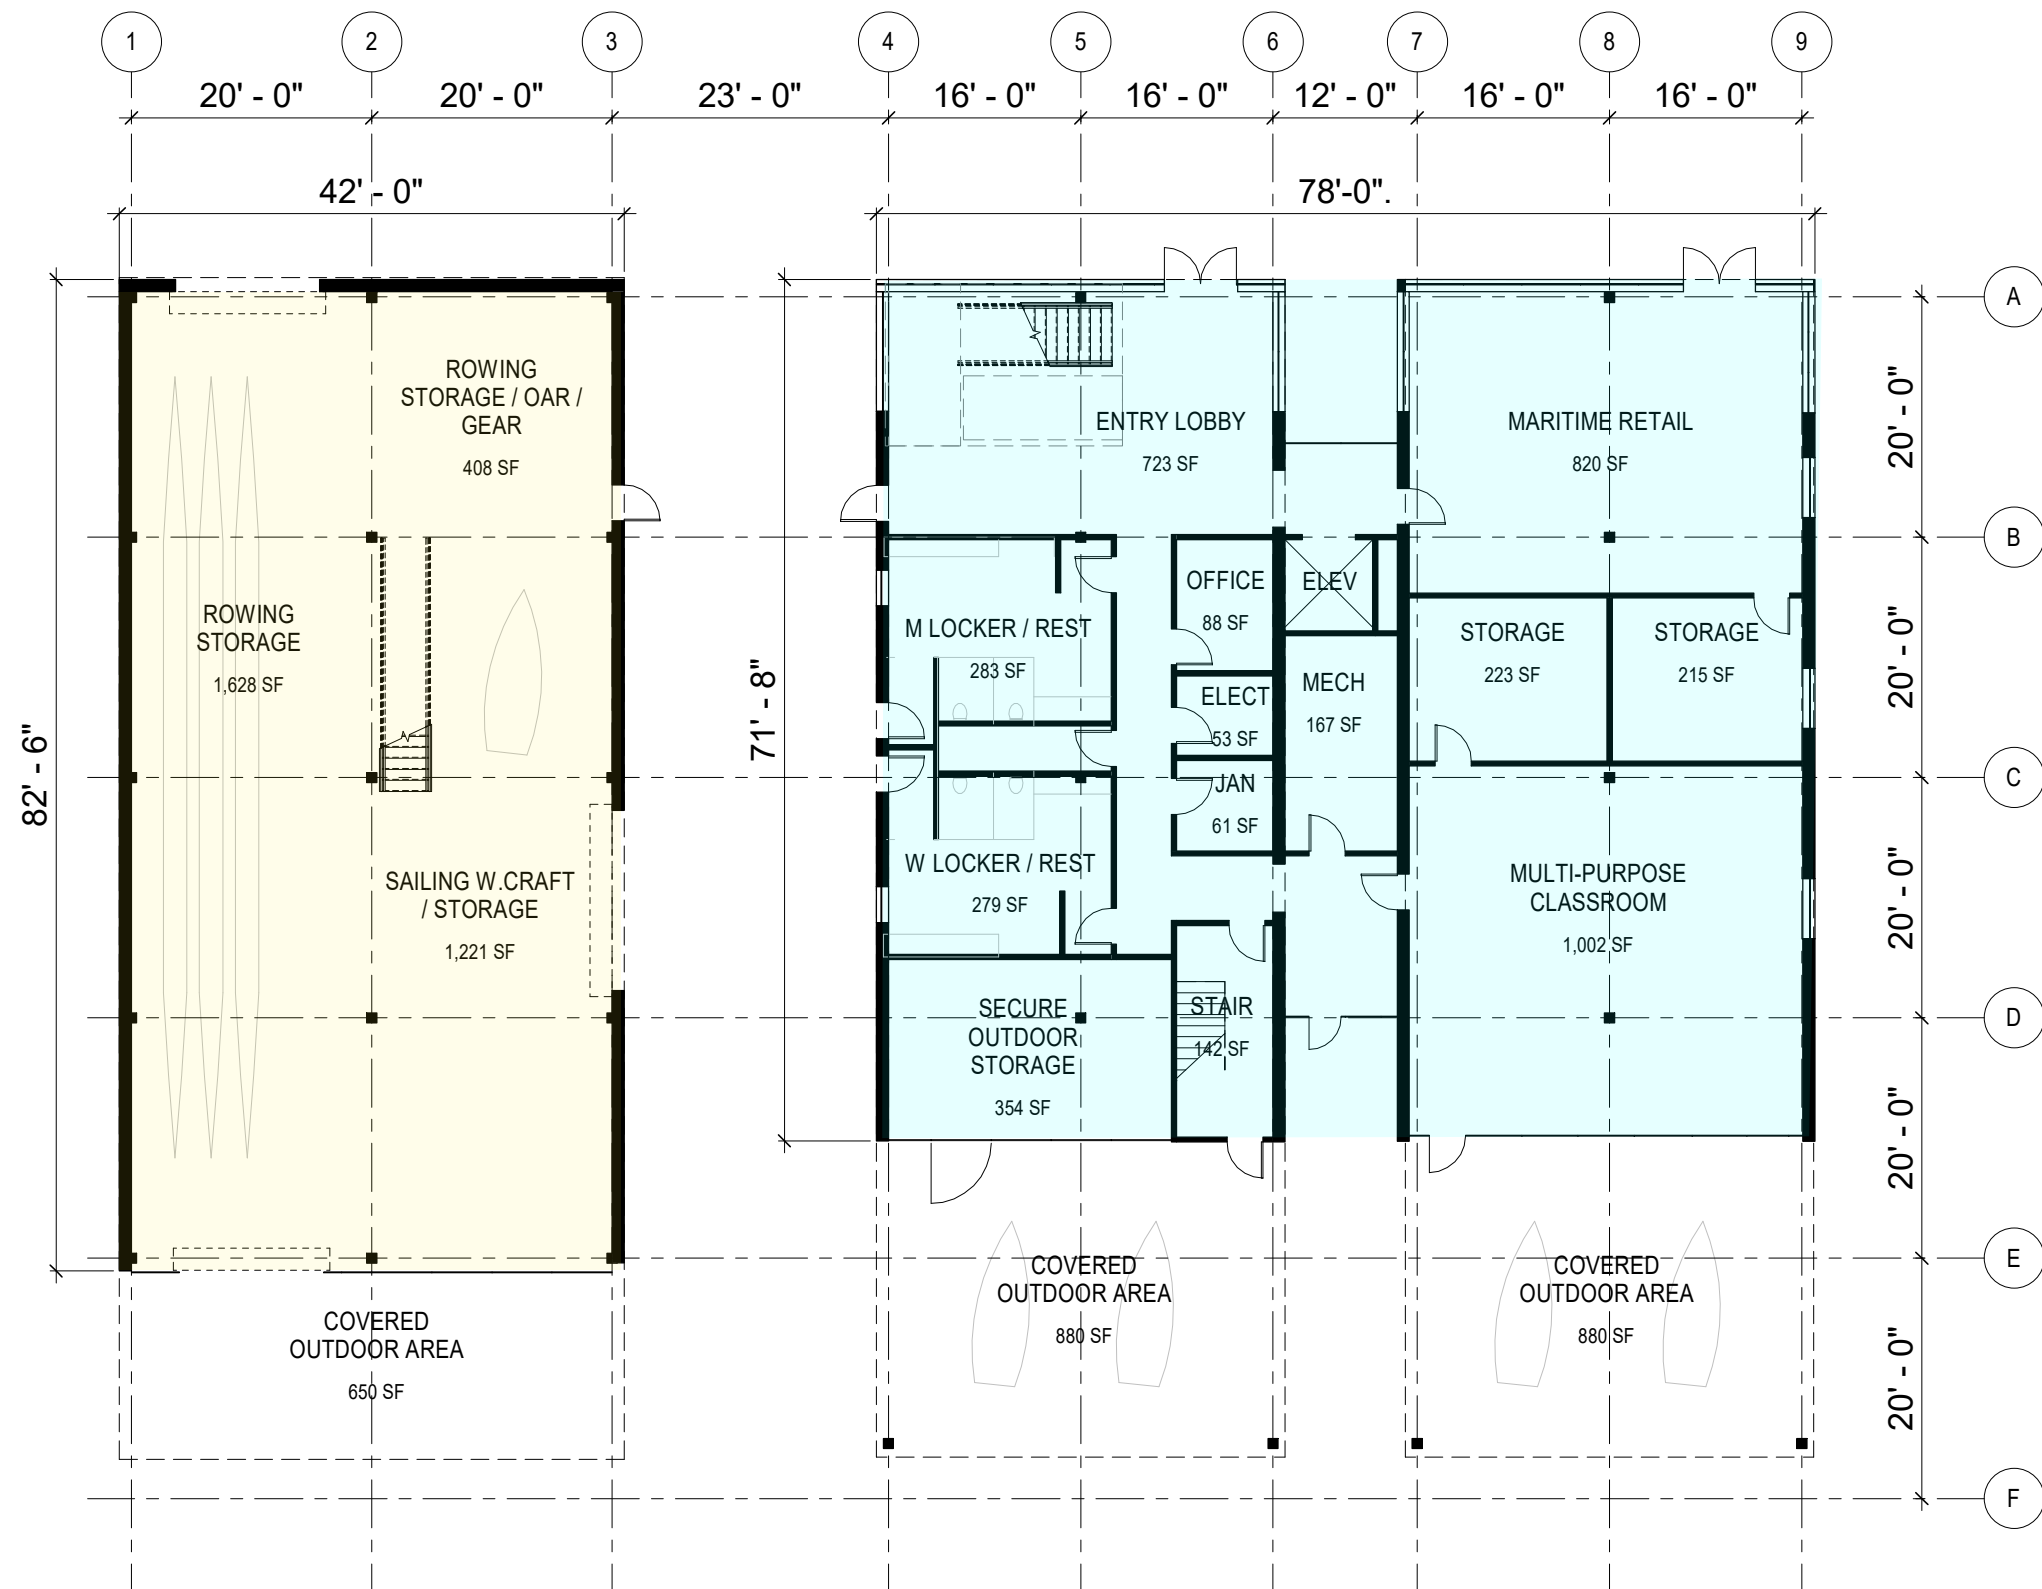 1
2
3
4
5
6
7
8
9
20' - 0"
20' - 0"
23' - 0"
16' - 0"
16' - 0"
12' - 0"
16' - 0"
16' - 0"
42' - 0"
78'-0".
82' - 6"
71' - 8"
ROWING
STORAGE / OAR /
GEAR
408 SF
ROWING
STORAGE
1,628 SF
SAILING W.CRAFT
/ STORAGE
1,221 SF
COVERED
OUTDOOR AREA
650 SF
ENTRY LOBBY
723 SF
MARITIME RETAIL
820 SF
OFFICE
88 SF
ELEV
M LOCKER / REST
283 SF
ELECT
53 SF
MECH
167 SF
STORAGE
223 SF
STORAGE
215 SF
JAN
61 SF
W LOCKER / REST
279 SF
MULTI-PURPOSE
CLASSROOM
1,002 SF
SECURE
OUTDOOR
STORAGE
354 SF
STAIR
142 SF
COVERED
OUTDOOR AREA
880 SF
COVERED
OUTDOOR AREA
880 SF
A
20' - 0"
B
20' - 0"
C
20' - 0"
D
20' - 0"
E
20' - 0"
F